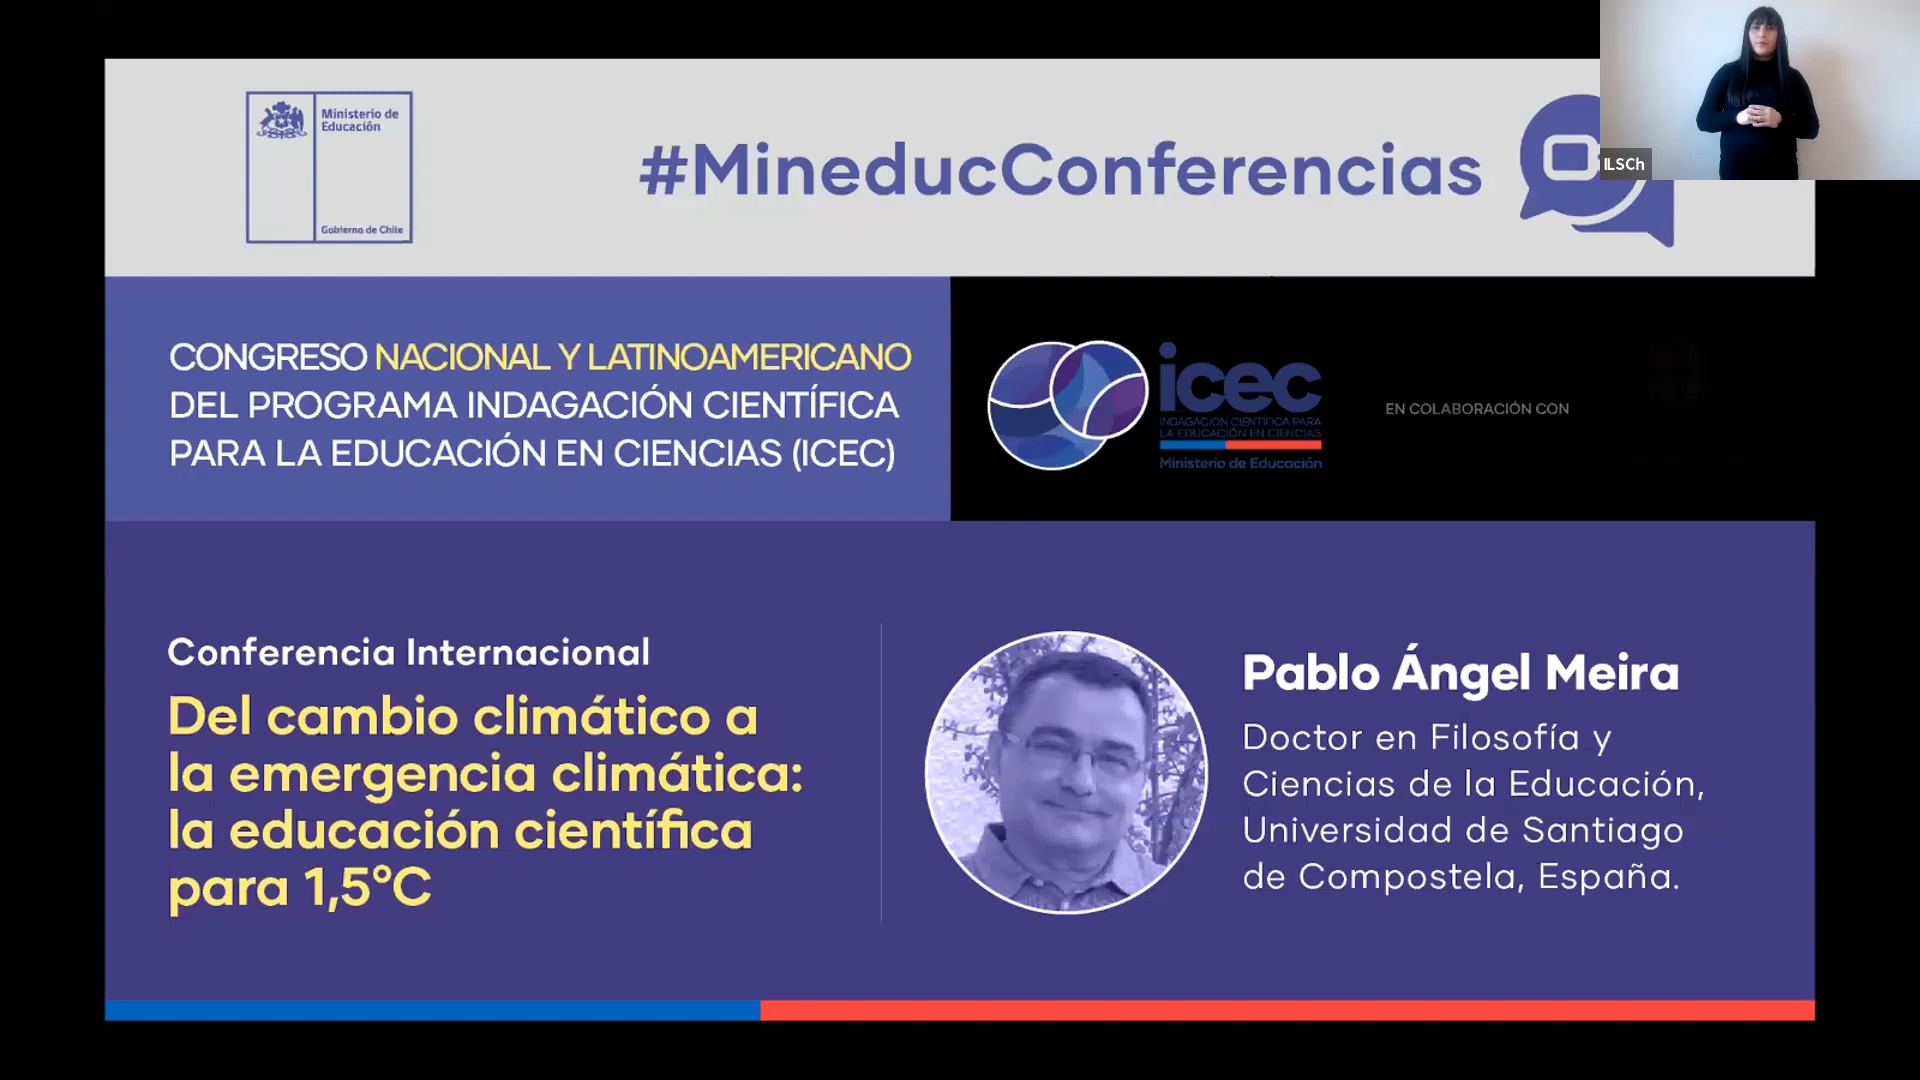 Ministerio de
Educación
Gobierno de Chile
#MineducConferencias
ILSCh
CONGRESO NACIONAL Y LATINOAMERICANO
DEL PROGRAMA INDAGACIÓN CIENTÍFICA
PARA LA EDUCACIÓN EN CIENCIAS (ICEC)
icec
INDAGACIÓN CIENTÍFICA PARA
LA EDUCACIÓN EN CIENCIAS
Ministerio de Educación
EN COLABORACIÓN CON
Conferencia Internacional
Del cambio climático a
la emergencia climática:
la educación científica
para 1,5°C
Pablo Ángel Meira
Doctor en Filosofía y
Ciencias de la Educación,
Universidad de Santiago
de Compostela, España.